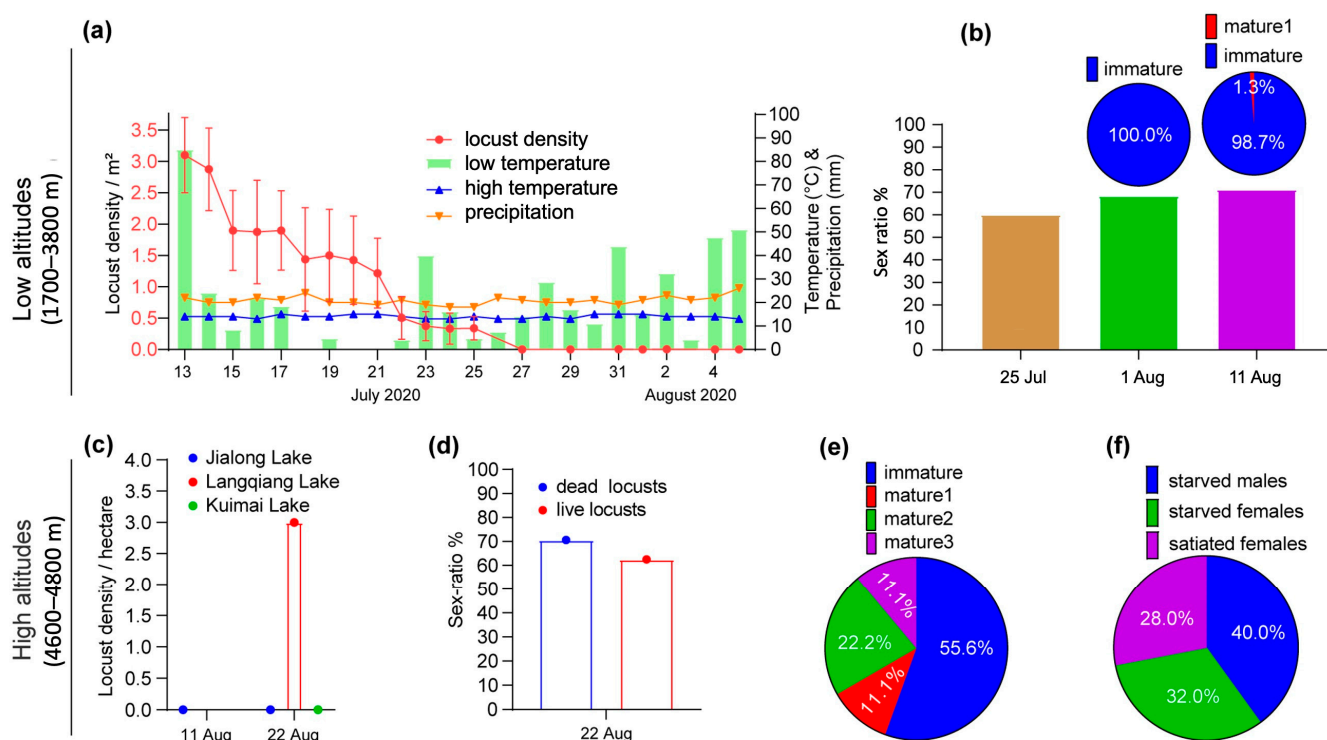 (a)
Low altitudes
(1700–3800 m)
Locust density / m²
3.5
3.0
2.5
2.0
1.5
1.0
0.5
0.0
locust density
low temperature
high temperature
precipitation
100
90
80
70
60
50
40
30
20
10
0
Temperature (°C) &
Precipitation (mm)
13 15 17 19 21 23 25 27 29 31 2 4
July 2020 August 2020
(b)
mature1
immature
immature
100.0%
1.3%
98.7%
Sex ratio %
100
90
80
70
60
50
40
30
20
10
0
25 Jul 1 Aug 11 Aug
High altitudes
(4600–4800 m)
(c)
Locust density / hectare
4.0
3.5
3.0
2.5
2.0
1.5
1.0
0.5
0.0
Jialong Lake
Langqiang Lake
Kuimai Lake
11 Aug 22 Aug
(d)
Sex-ratio %
100
90
80
70
60
50
40
30
20
10
0
dead locusts
live locusts
22 Aug
(e)
immature
mature1
mature2
mature3
11.1%
22.2%
55.6%
11.1%
(f)
starved males
starved females
satiated females
28.0%
40.0%
32.0%